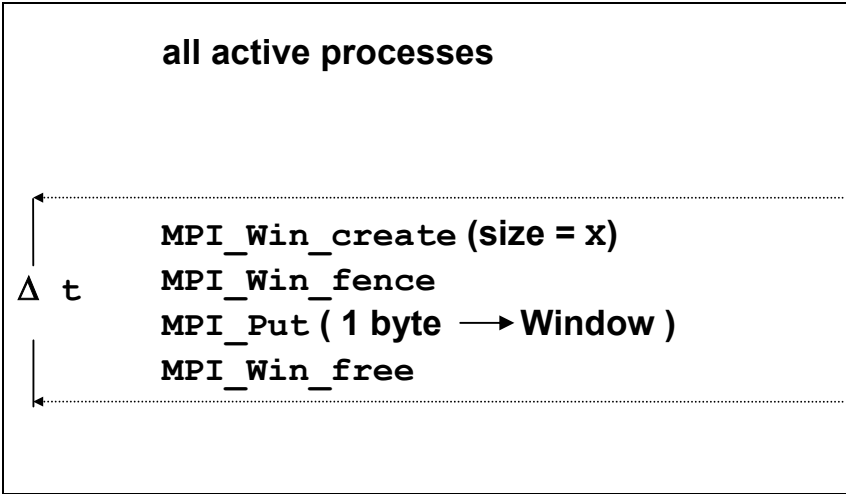 all active processes
MPI_Win_create (size = X)
MPI_Win_fence
Δ t
MPI_Put ( 1 byte → Window )
MPI_Win_free